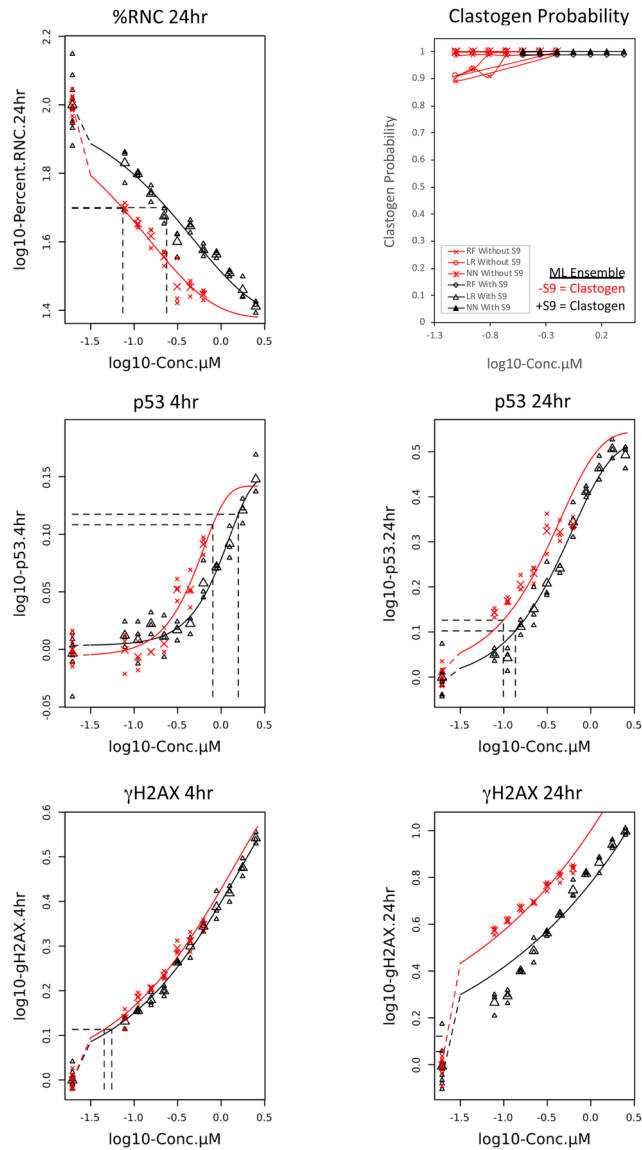 %RNC 24hr
log10-Percent.RNC.24hr
2.2
2.0
1.8
1.6
1.4
-1.5 -1.0 -0.5 0.0 0.5
log10-Conc.μM
Clastogen Probability
Clastogen Probability
1
0.9
0.8
0.7
0.6
0.5
0.4
0.3
0.2
0.1
0
RF Without S9
LR Without S9
NN Without S9
RF With S9
LR With S9
NN With S9
ML Ensemble
-S9 = Clastogen
+S9 = Clastogen
-1.3 -0.8 -0.3 0.2
log10-Conc.μM
p53 4hr
log10-p53.4hr
0.15
0.10
0.05
0.00
-0.05
-1.5 -1.0 -0.5 0.0 0.5
log10-Conc.μM
p53 24hr
log10-p53.24hr
0.5
0.4
0.3
0.2
0.1
0.0
-1.5 -1.0 -0.5 0.0 0.5
log10-Conc.μM
γH2AX 4hr
log10-gH2AX.4hr
0.6
0.5
0.4
0.3
0.2
0.1
0.0
-1.5 -1.0 -0.5 0.0 0.5
log10-Conc.μM
γH2AX 24hr
log10-gH2AX.24hr
1.0
0.8
0.6
0.4
0.2
0.0
-1.5 -1.0 -0.5 0.0 0.5
log10-Conc.μM